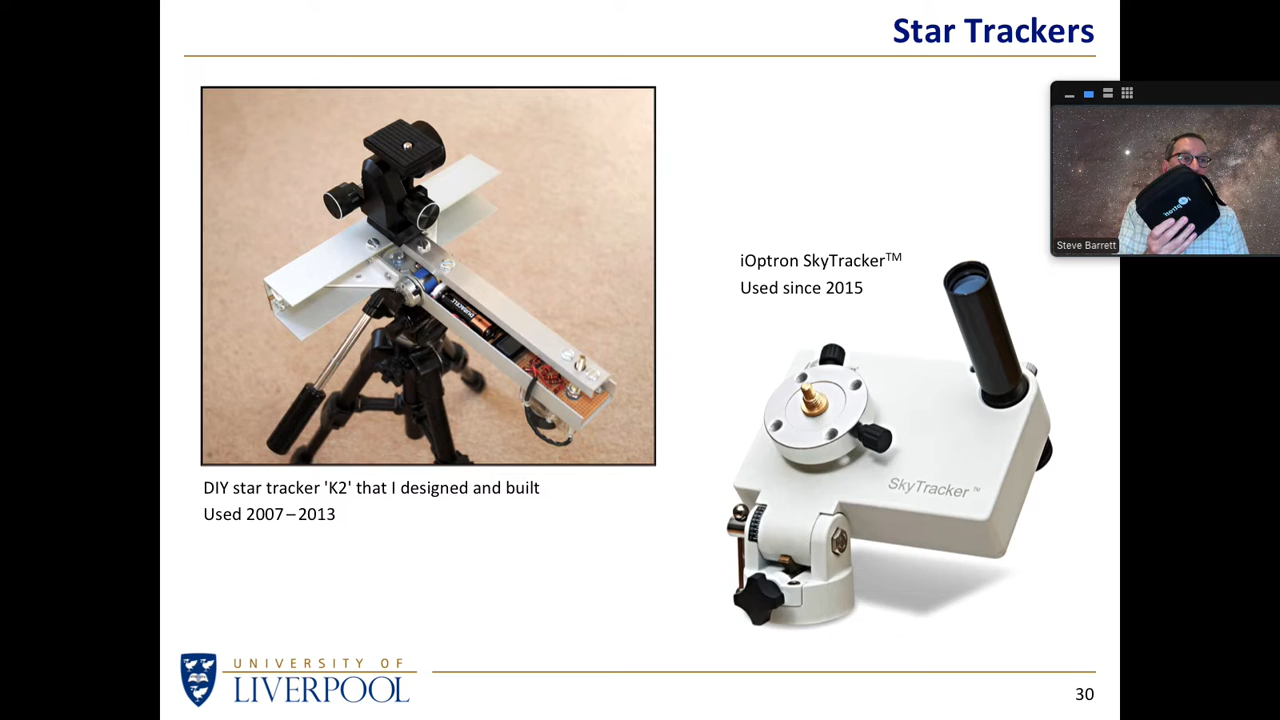 Star Trackers
DURACELL
DIY star tracker 'K2' that I designed and built
Used 2007–2013
iOptron SkyTracker™
Used since 2015
SkyTracker ™
Steve Barrett
UNIVERSITY OF
LIVERPOOL
30